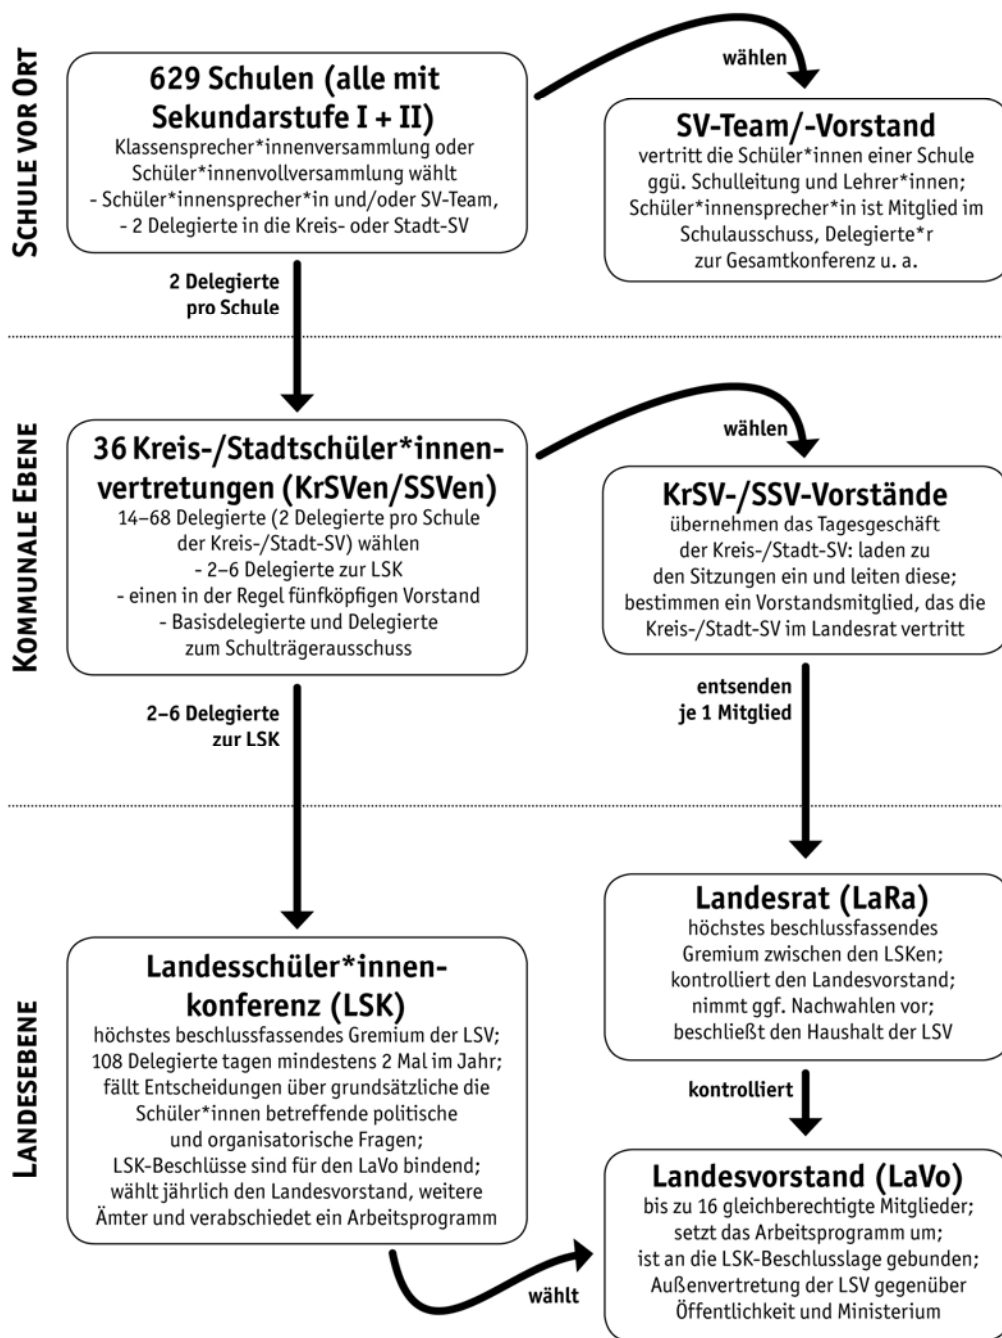 SCHULE VOR ORT
629 Schulen (alle mit
Sekundarstufe I + II)
Klassensprecher*innenversammlung oder
Schüler*innenvollversammlung wählt
- Schüler*innensprecher*in und/oder SV-Team,
- 2 Delegierte in die Kreis- oder Stadt-SV
wählen
SV-Team/-Vorstand
vertritt die Schüler*innen einer Schule
ggü. Schulleitung und Lehrer*innen;
Schüler*innensprecher*in ist Mitglied im
Schulausschuss, Delegierte*r
zur Gesamtkonferenz u. a.
2 Delegierte
pro Schule
KOMMUNALE EBENE
36 Kreis-/Stadtschüler*innen-
vertretungen (KrSVen/SSVen)
14–68 Delegierte (2 Delegierte pro Schule
der Kreis-/Stadt-SV) wählen
- 2–6 Delegierte zur LSK
- einen in der Regel fünfköpfigen Vorstand
- Basisdelegierte und Delegierte
zum Schulträgerausschuss
wählen
KrSV-/SSV-Vorstände
übernehmen das Tagesgeschäft
der Kreis-/Stadt-SV: laden zu
den Sitzungen ein und leiten diese;
bestimmen ein Vorstandsmitglied, das die
Kreis-/Stadt-SV im Landesrat vertritt
2–6 Delegierte
zur LSK
entsenden
je 1 Mitglied
LANDESEBENE
Landesschüler*innen-
konferenz (LSK)
höchstes beschlussfassendes Gremium der LSV;
108 Delegierte tagen mindestens 2 Mal im Jahr;
fällt Entscheidungen über grundsätzliche die
Schüler*innen betreffende politische
und organisatorische Fragen;
LSK-Beschlüsse sind für den LaVo bindend;
wählt jährlich den Landesvorstand, weitere
Ämter und verabschiedet ein Arbeitsprogramm
Landesrat (LaRa)
höchstes beschlussfassendes
Gremium zwischen den LSKen;
kontrolliert den Landesvorstand;
nimmt ggf. Nachwahlen vor;
beschließt den Haushalt der LSV
kontrolliert
Landesvorstand (LaVo)
bis zu 16 gleichberechtigte Mitglieder;
setzt das Arbeitsprogramm um;
ist an die LSK-Beschlusslage gebunden;
Außenvertretung der LSV gegenüber
Öffentlichkeit und Ministerium
wählt